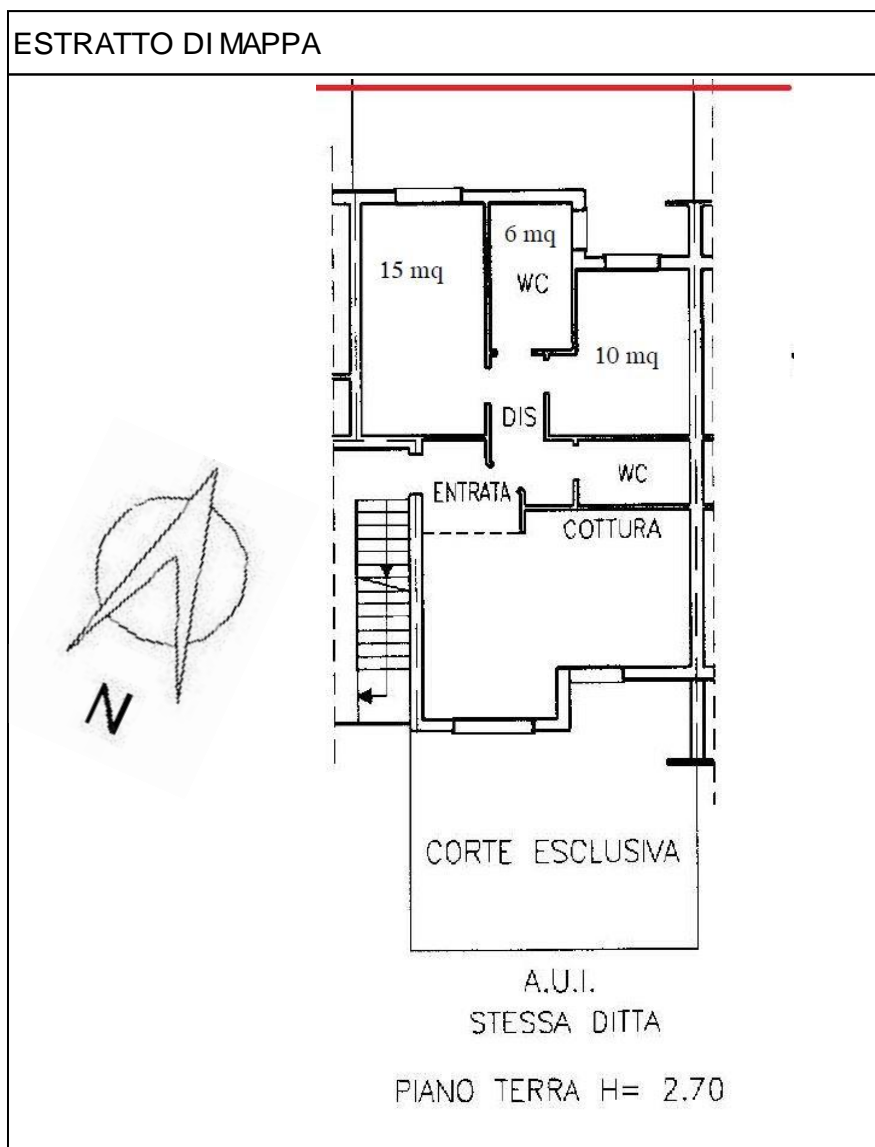 ESTRATTO DI MAPPA
6 mq
15 mq
WC
10 mq
DIS
WC
ENTRATA
COTTURA
N
CORTE ESCLUSIVA
A.U.I.
STESSA DITTA
PIANO TERRA H= 2.70